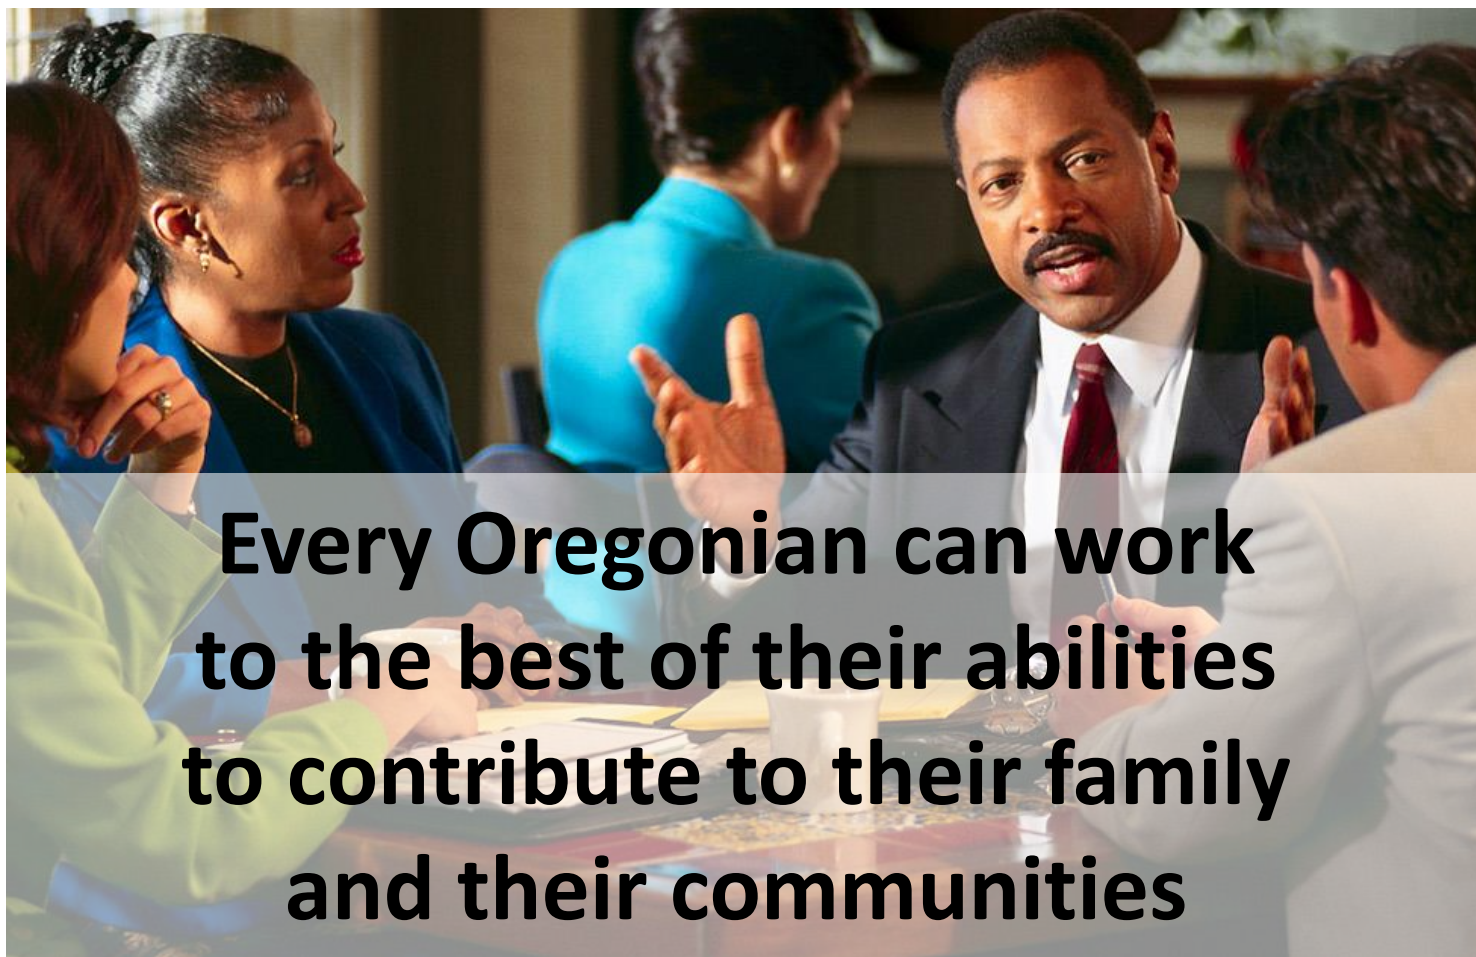 Every Oregonian can work
to the best of their abilities
to contribute to their family
and their communities